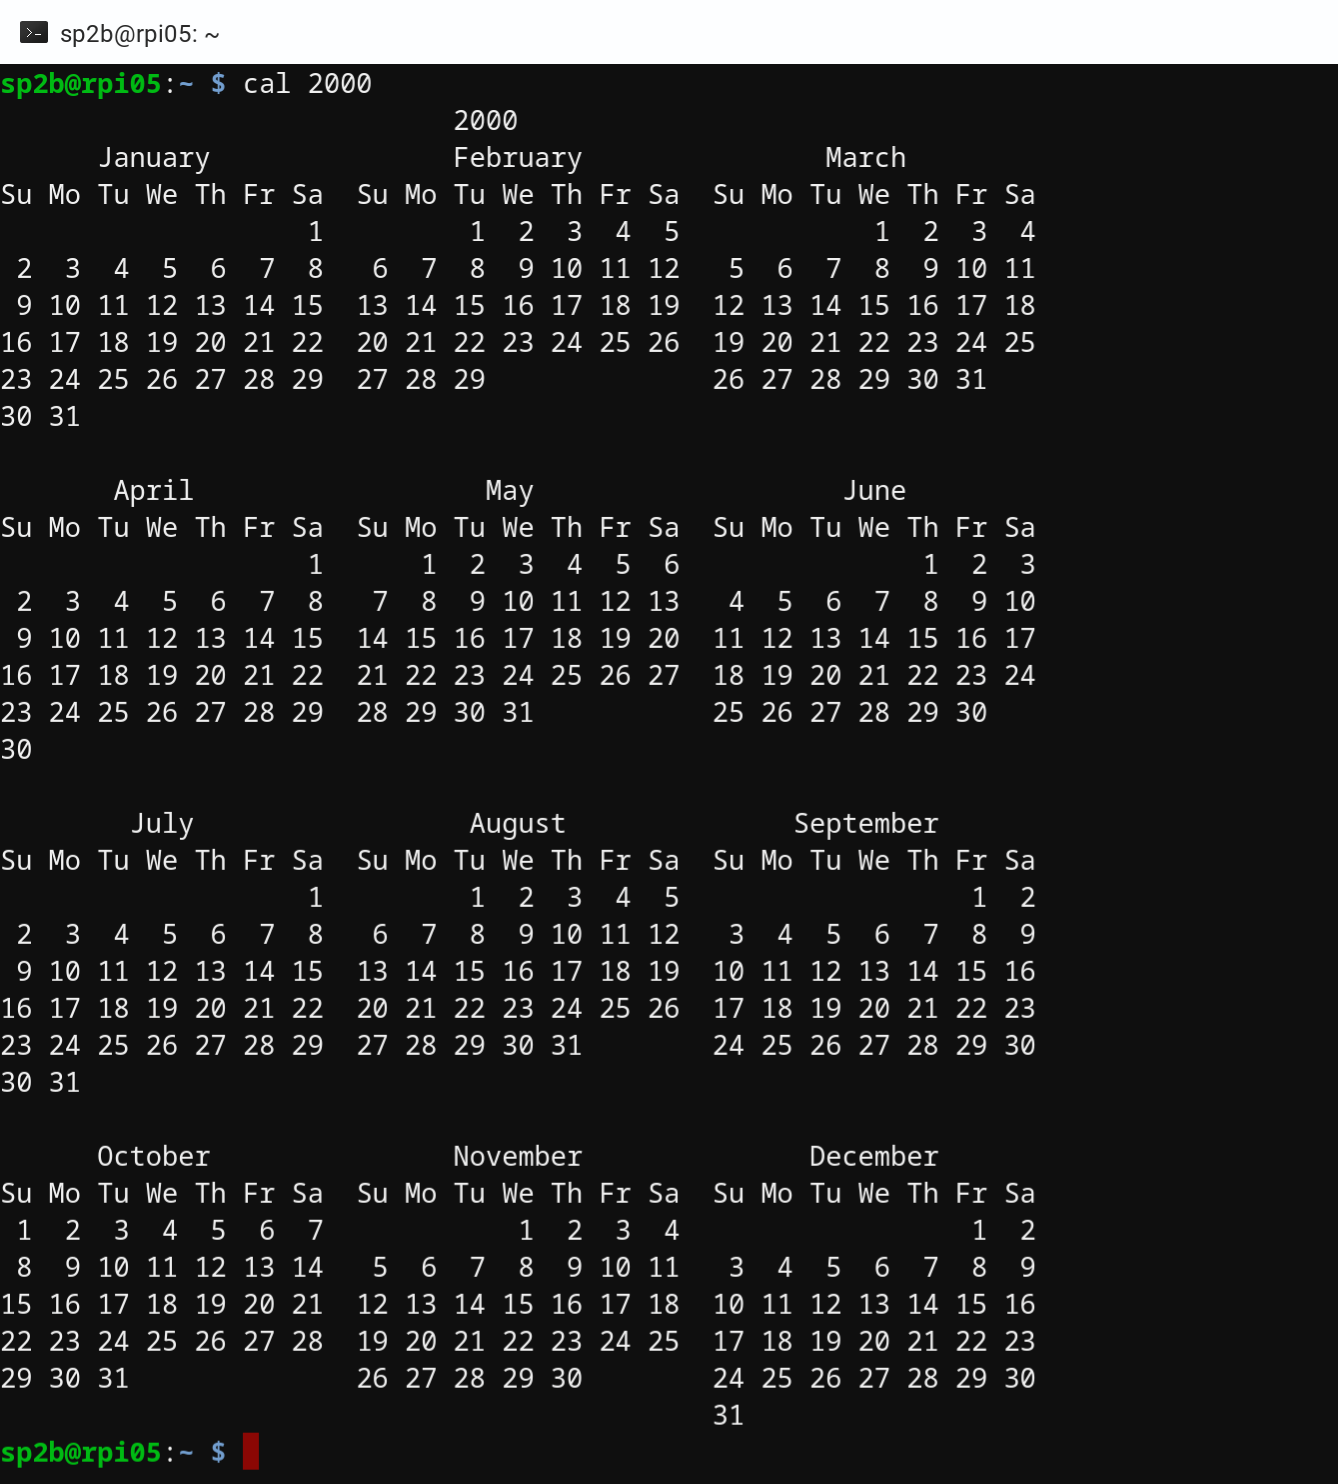 sp2b@rpi05: ~
sp2b@rpi05:~ $ cal 2000
                            2000
      January               February               March
Su Mo Tu We Th Fr Sa  Su Mo Tu We Th Fr Sa  Su Mo Tu We Th Fr Sa
                   1         1  2  3  4  5            1  2  3  4
 2  3  4  5  6  7  8   6  7  8  9 10 11 12   5  6  7  8  9 10 11
 9 10 11 12 13 14 15  13 14 15 16 17 18 19  12 13 14 15 16 17 18
16 17 18 19 20 21 22  20 21 22 23 24 25 26  19 20 21 22 23 24 25
23 24 25 26 27 28 29  27 28 29              26 27 28 29 30 31
30 31

       April                  May                   June
Su Mo Tu We Th Fr Sa  Su Mo Tu We Th Fr Sa  Su Mo Tu We Th Fr Sa
                   1      1  2  3  4  5  6               1  2  3
 2  3  4  5  6  7  8   7  8  9 10 11 12 13   4  5  6  7  8  9 10
 9 10 11 12 13 14 15  14 15 16 17 18 19 20  11 12 13 14 15 16 17
16 17 18 19 20 21 22  21 22 23 24 25 26 27  18 19 20 21 22 23 24
23 24 25 26 27 28 29  28 29 30 31           25 26 27 28 29 30
30

        July                 August              September
Su Mo Tu We Th Fr Sa  Su Mo Tu We Th Fr Sa  Su Mo Tu We Th Fr Sa
                   1         1  2  3  4  5                  1  2
 2  3  4  5  6  7  8   6  7  8  9 10 11 12   3  4  5  6  7  8  9
 9 10 11 12 13 14 15  13 14 15 16 17 18 19  10 11 12 13 14 15 16
16 17 18 19 20 21 22  20 21 22 23 24 25 26  17 18 19 20 21 22 23
23 24 25 26 27 28 29  27 28 29 30 31        24 25 26 27 28 29 30
30 31

      October               November              December
Su Mo Tu We Th Fr Sa  Su Mo Tu We Th Fr Sa  Su Mo Tu We Th Fr Sa
 1  2  3  4  5  6  7            1  2  3  4                  1  2
 8  9 10 11 12 13 14   5  6  7  8  9 10 11   3  4  5  6  7  8  9
15 16 17 18 19 20 21  12 13 14 15 16 17 18  10 11 12 13 14 15 16
22 23 24 25 26 27 28  19 20 21 22 23 24 25  17 18 19 20 21 22 23
29 30 31              26 27 28 29 30        24 25 26 27 28 29 30
                                            31
sp2b@rpi05:~ $